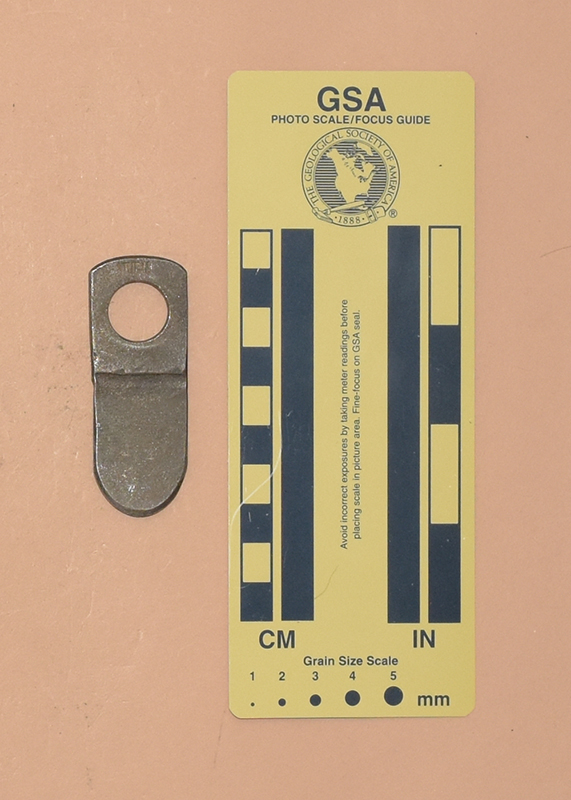 GSA
PHOTO SCALE/FOCUS GUIDE
THE GEOLOGICAL SOCIETY OF AMERICA
·1888·
®
Avoid incorrect exposures by taking meter readings before
placing scale in picture area. Fine-focus on GSA seal.
CM
IN
Grain Size Scale
1 2 3 4 5
mm